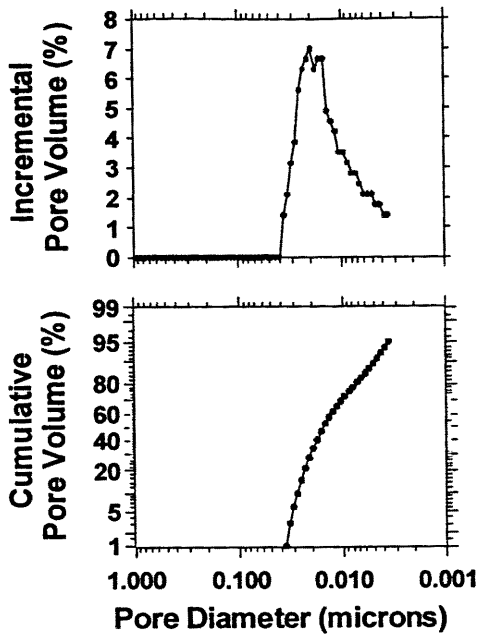 Incremental
Pore Volume (%)
8
7
6
5
4
3
2
1
0
Cumulative
Pore Volume (%)
99
95
80
60
40
20
5
1
1.000 0.100 0.010 0.001
Pore Diameter (microns)